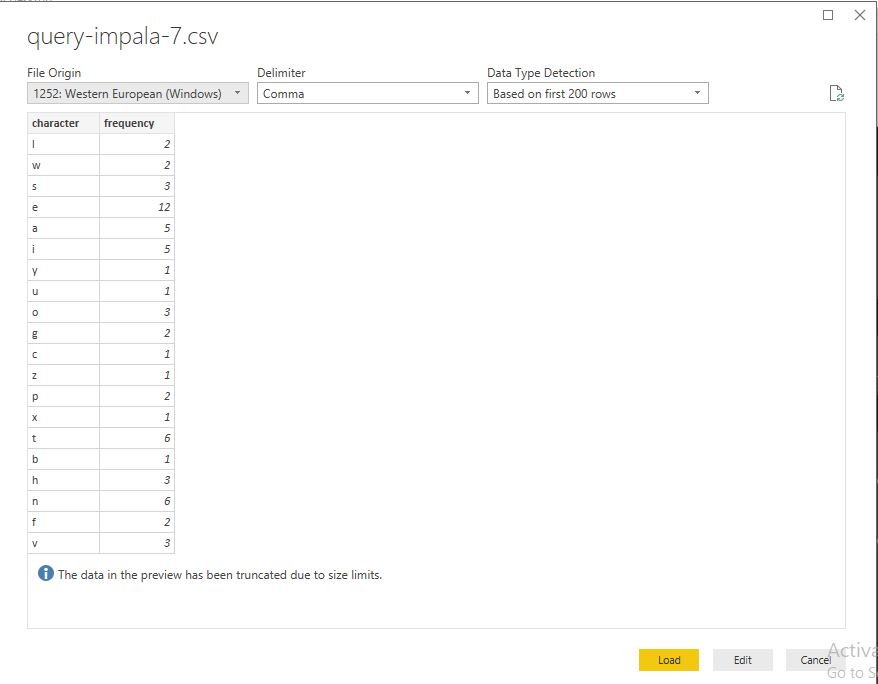 query-impala-7.csv
File Origin Delimiter Data Type Detection
1252: Western European (Windows) Comma Based on first 200 rows
character frequency
l 2
w 2
s 3
e 12
a 5
i 5
y 1
u 1
o 3
g 2
c 1
z 1
p 2
x 1
t 6
b 1
h 3
n 6
f 2
v 3
The data in the preview has been truncated due to size limits.
Load Edit Cancel
Activa
Go to S